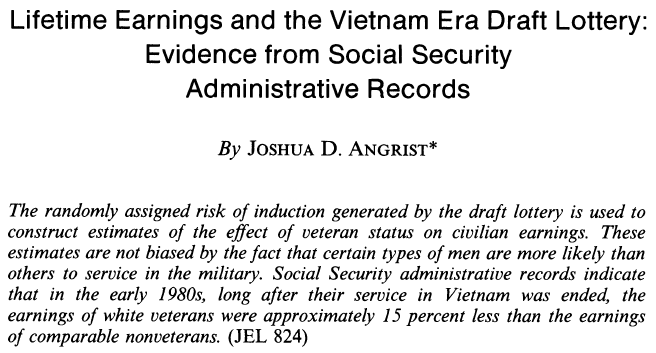 Lifetime Earnings and the Vietnam Era Draft Lottery:
Evidence from Social Security
Administrative Records
By JOSHUA D. ANGRIST*
The randomly assigned risk of induction generated by the draft lottery is used to
construct estimates of the effect of veteran status on civilian earnings. These
estimates are not biased by the fact that certain types of men are more likely than
others to service in the military. Social Security administrative records indicate
that in the early 1980s, long after their service in Vietnam was ended, the
earnings of white veterans were approximately 15 percent less than the earnings
of comparable nonveterans. (JEL 824)